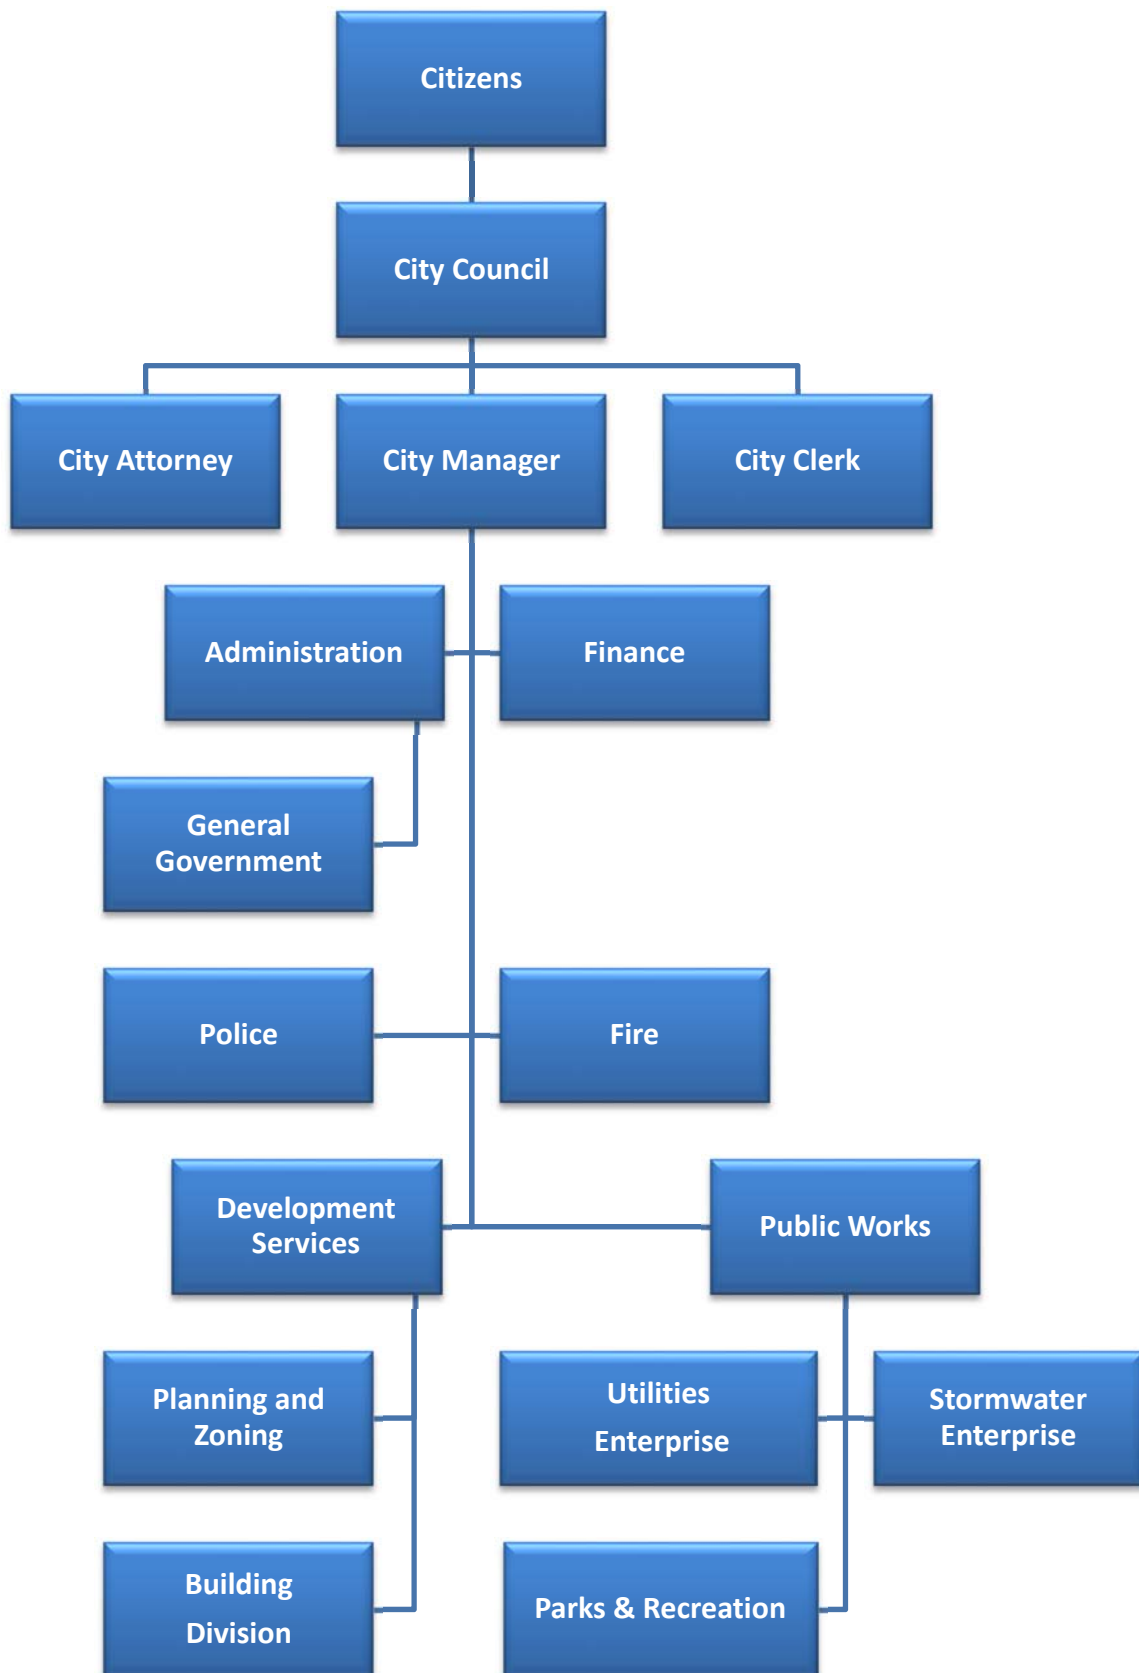 Citizens
City Council
City Attorney
City Manager
City Clerk
Administration
Finance
General
Government
Police
Fire
Development
Services
Public Works
Planning and
Zoning
Utilities
Enterprise
Stormwater
Enterprise
Building
Division
Parks & Recreation